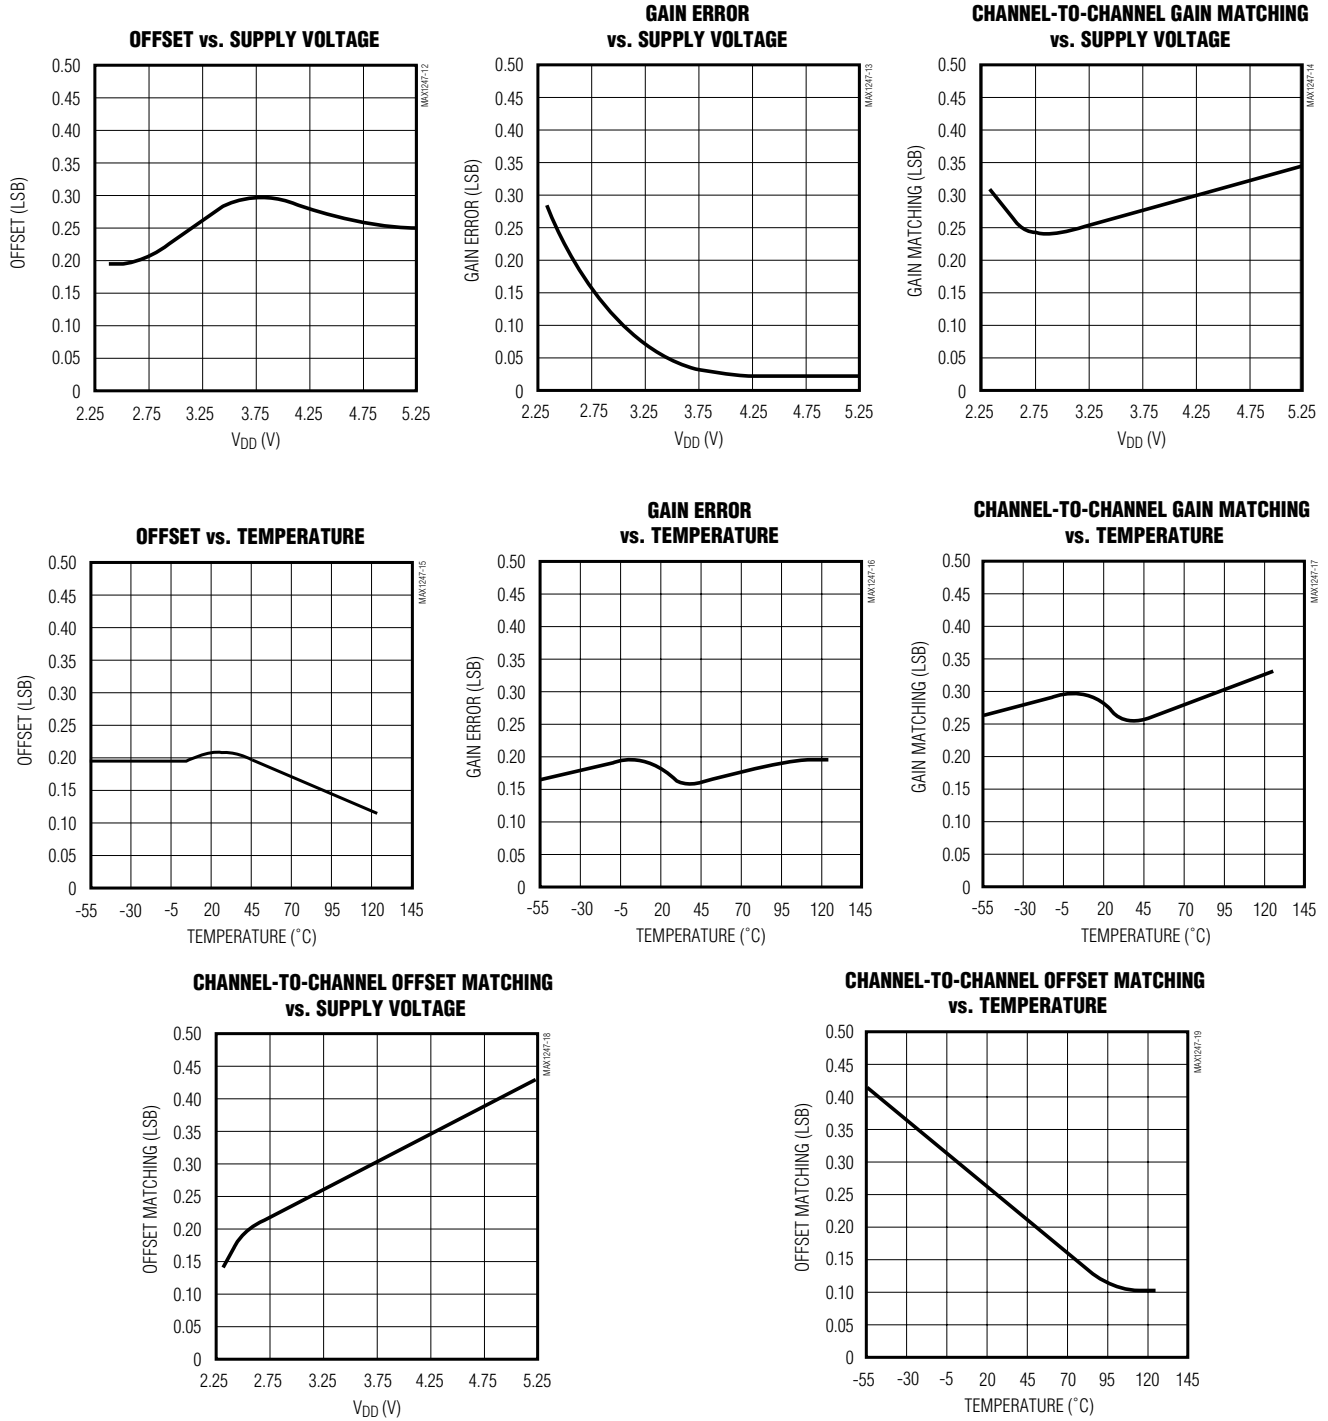 OFFSET vs. SUPPLY VOLTAGE
0.50
0.45
0.40
0.35
0.30
0.25
0.20
0.15
0.10
0.05
0
OFFSET (LSB)
2.25 2.75 3.25 3.75 4.25 4.75 5.25
VDD (V)
MAX1247-12
GAIN ERROR
vs. SUPPLY VOLTAGE
0.50
0.45
0.40
0.35
0.30
0.25
0.20
0.15
0.10
0.05
0
GAIN ERROR (LSB)
2.25 2.75 3.25 3.75 4.25 4.75 5.25
VDD (V)
MAX1247-13
CHANNEL-TO-CHANNEL GAIN MATCHING
vs. SUPPLY VOLTAGE
0.50
0.45
0.40
0.35
0.30
0.25
0.20
0.15
0.10
0.05
0
GAIN MATCHING (LSB)
2.25 2.75 3.25 3.75 4.25 4.75 5.25
VDD (V)
MAX1247-14
OFFSET vs. TEMPERATURE
0.50
0.45
0.40
0.35
0.30
0.25
0.20
0.15
0.10
0.05
0
OFFSET (LSB)
-55 -30 -5 20 45 70 95 120 145
TEMPERATURE (˚C)
MAX1247-15
GAIN ERROR
vs. TEMPERATURE
0.50
0.45
0.40
0.35
0.30
0.25
0.20
0.15
0.10
0.05
0
GAIN ERROR (LSB)
-55 -30 -5 20 45 70 95 120 145
TEMPERATURE (˚C)
MAX1247-16
CHANNEL-TO-CHANNEL GAIN MATCHING
vs. TEMPERATURE
0.50
0.45
0.40
0.35
0.30
0.25
0.20
0.15
0.10
0.05
0
GAIN MATCHING (LSB)
-55 -30 -5 20 45 70 95 120 145
TEMPERATURE (˚C)
MAX1247-17
CHANNEL-TO-CHANNEL OFFSET MATCHING
vs. SUPPLY VOLTAGE
0.50
0.45
0.40
0.35
0.30
0.25
0.20
0.15
0.10
0.05
0
OFFSET MATCHING (LSB)
2.25 2.75 3.25 3.75 4.25 4.75 5.25
VDD (V)
MAX1247-18
CHANNEL-TO-CHANNEL OFFSET MATCHING
vs. TEMPERATURE
0.50
0.45
0.40
0.35
0.30
0.25
0.20
0.15
0.10
0.05
0
OFFSET MATCHING (LSB)
-55 -30 -5 20 45 70 95 120 145
TEMPERATURE (˚C)
MAX1247-19